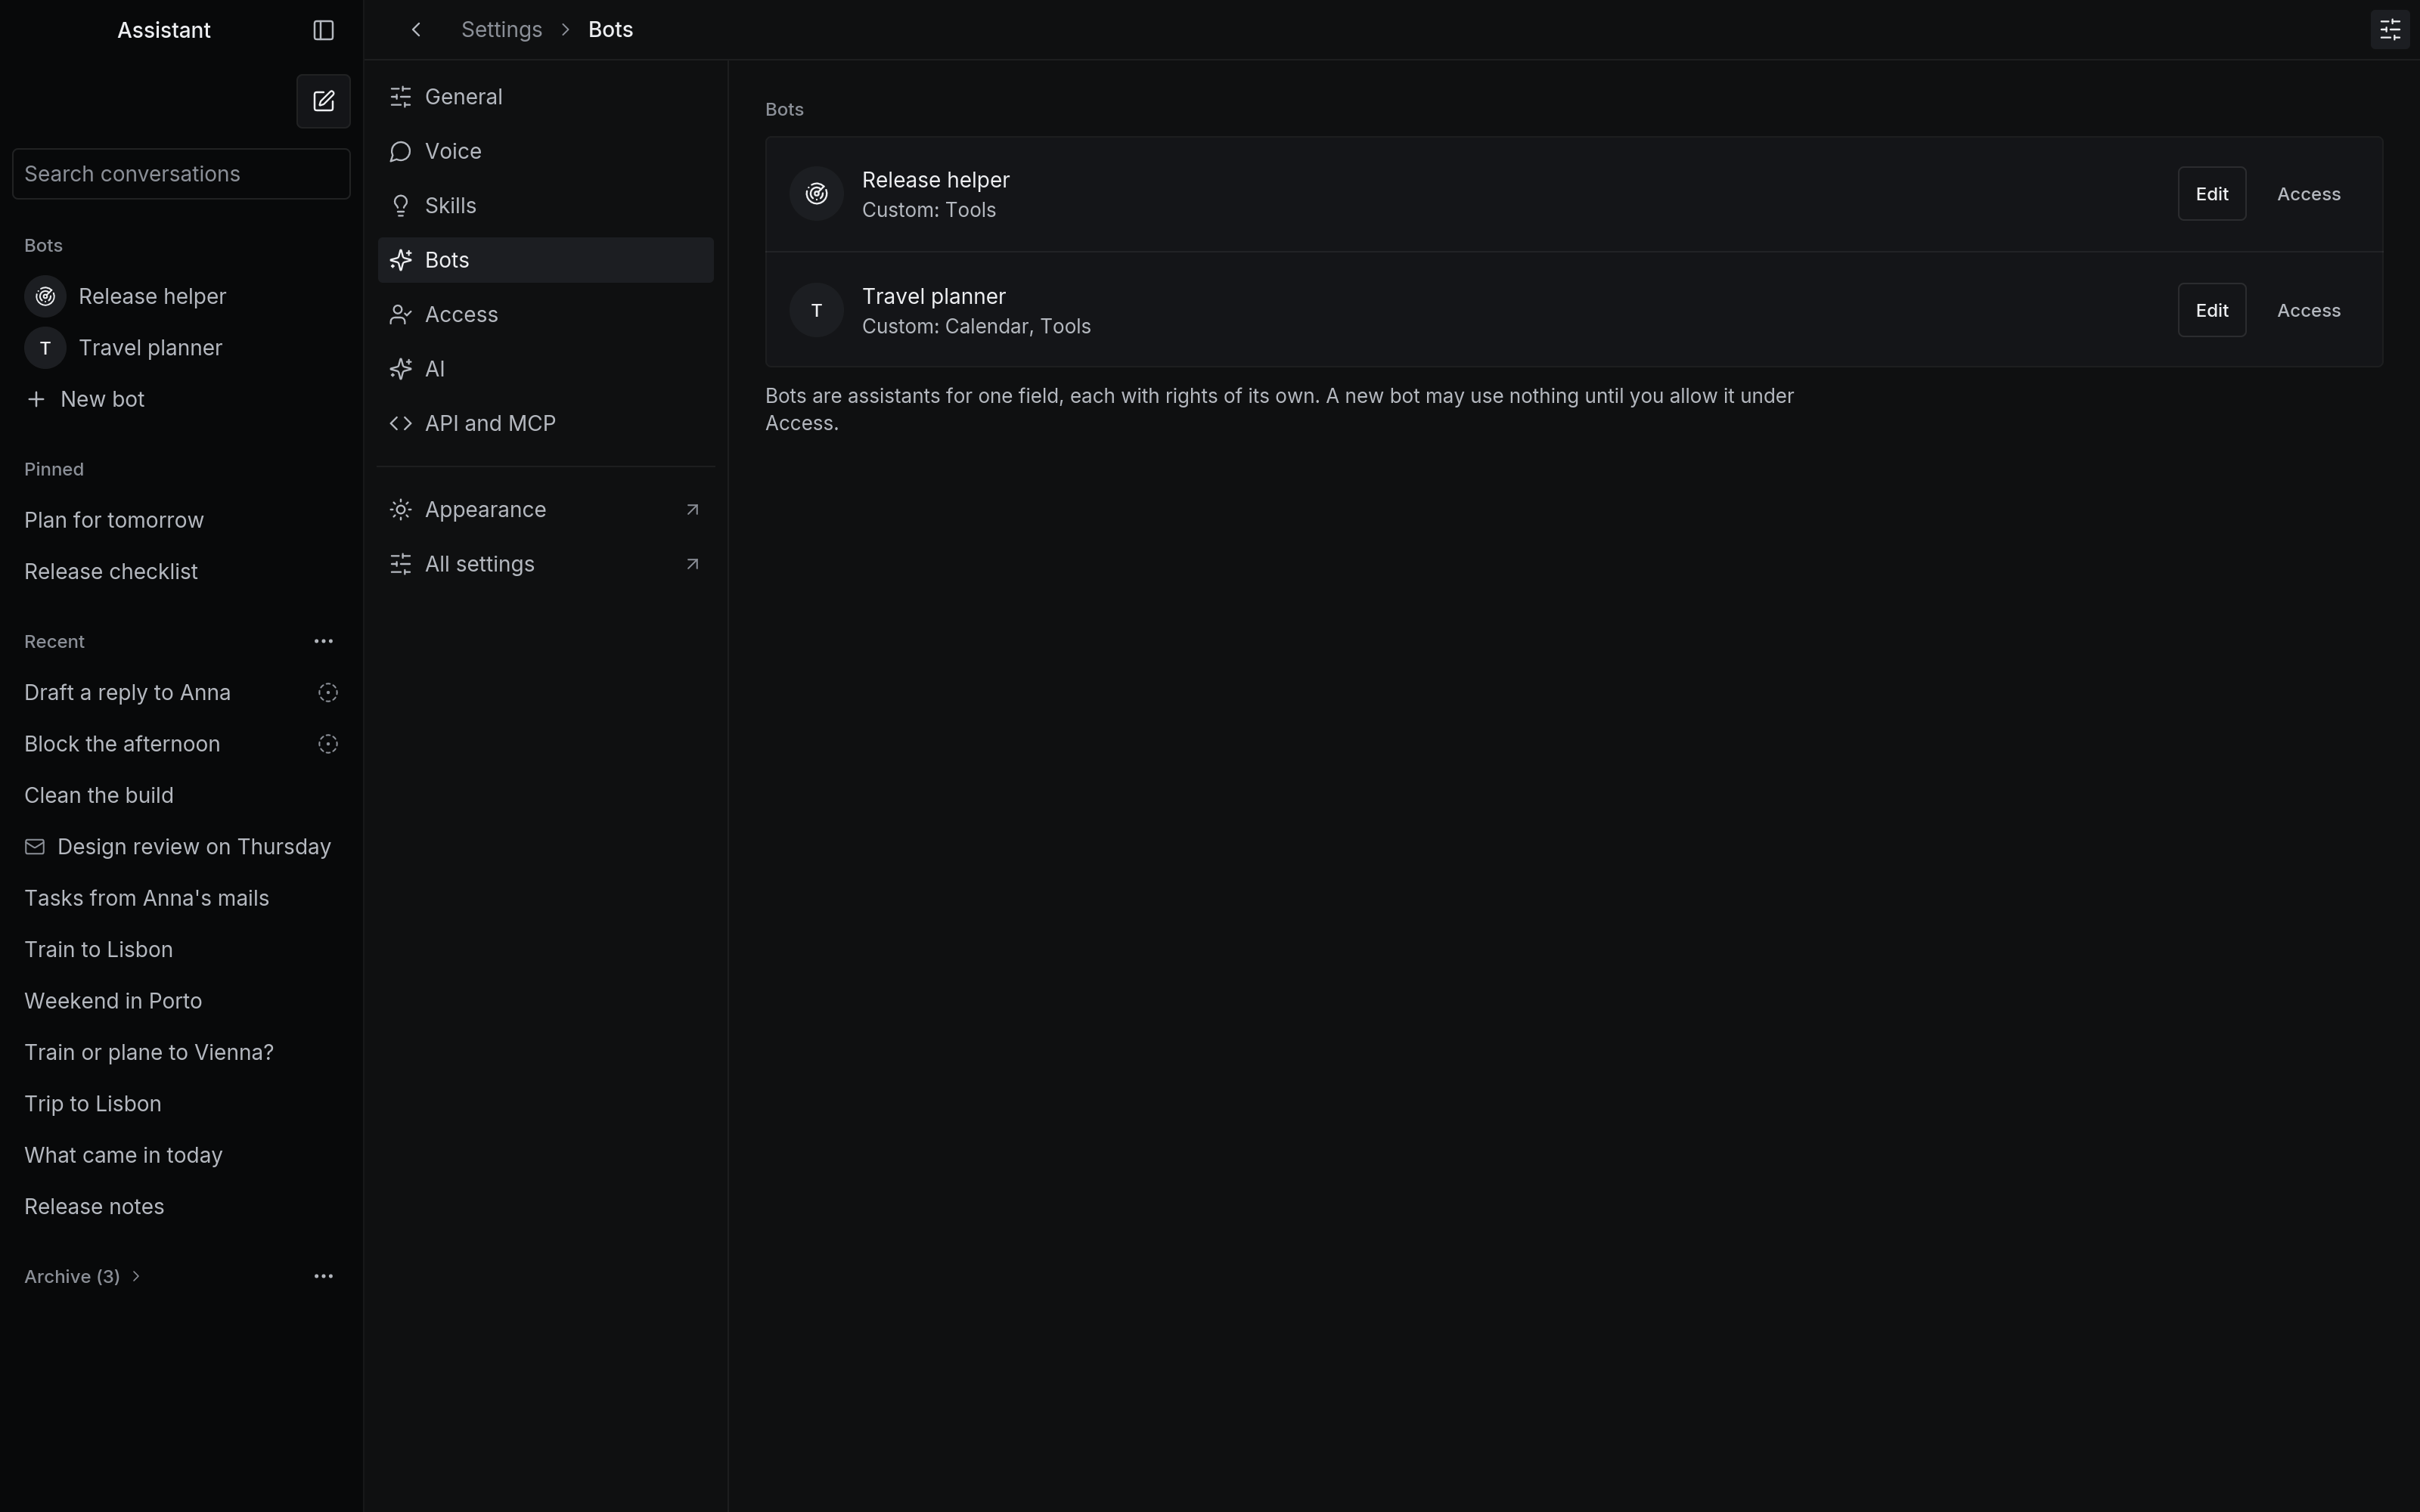 Assistant
Search conversations
Bots
Release helper
T Travel planner
New bot
Pinned
Plan for tomorrow
Release checklist
Recent
Draft a reply to Anna
Block the afternoon
Clean the build
Design review on Thursday
Tasks from Anna's mails
Train to Lisbon
Weekend in Porto
Train or plane to Vienna?
Trip to Lisbon
What came in today
Release notes
Archive (3)
Settings Bots
General
Voice
Skills
Bots
Access
AI
API and MCP
Appearance
All settings
Bots
Release helper
Custom: Tools
Edit Access
T Travel planner
Custom: Calendar, Tools
Edit Access
Bots are assistants for one field, each with rights of its own. A new bot may use nothing until you allow it under
Access.